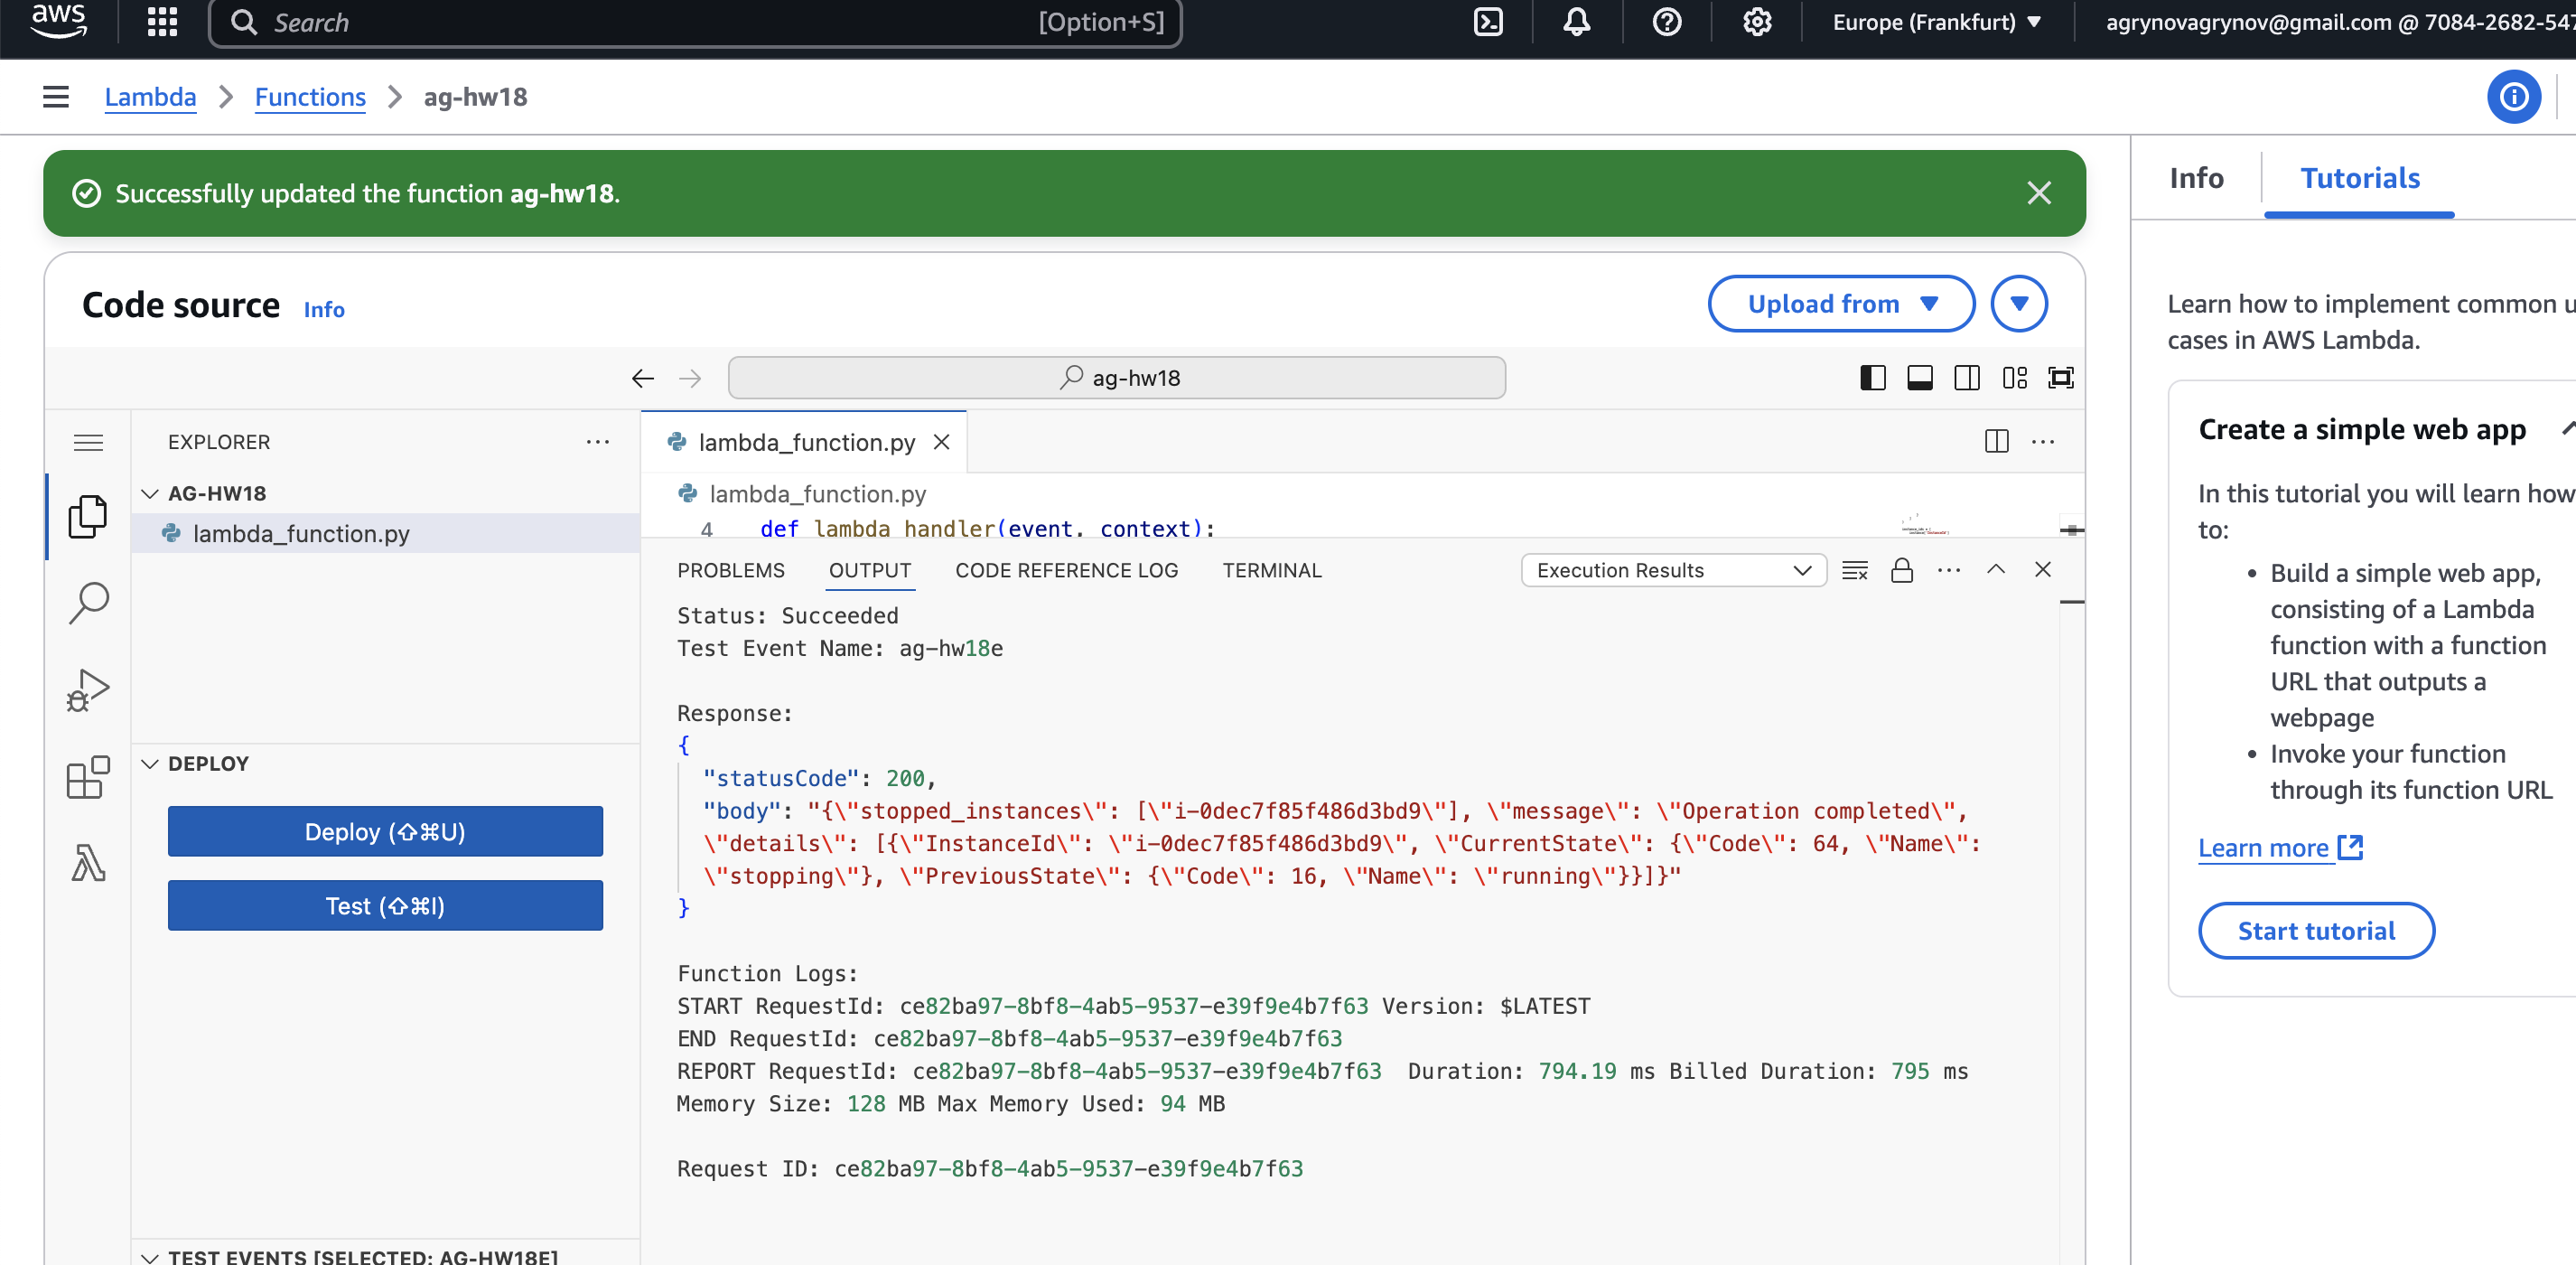 aws
Search [Option+S]
Europe (Frankfurt)
agrynovagrynov@gmail.com @ 7084-2682-547
Lambda > Functions > ag-hw18
Successfully updated the function ag-hw18.
Code source Info
Upload from
ag-hw18
EXPLORER
AG-HW18
lambda_function.py
DEPLOY
Deploy (⇧⌘U)
Test (⇧⌘I)
TEST EVENTS [SELECTED: AG-HW18E]
lambda_function.py
lambda_function.py
4 def lambda_handler(event, context):
PROBLEMS OUTPUT CODE REFERENCE LOG TERMINAL
Execution Results
Status: Succeeded
Test Event Name: ag-hw18e
Response:
{
"statusCode": 200,
"body": "{\"stopped_instances\": [\"i-0dec7f85f486d3bd9\"], \"message\": \"Operation completed\",
\"details\": [{\"InstanceId\": \"i-0dec7f85f486d3bd9\", \"CurrentState\": {\"Code\": 64, \"Name\":
\"stopping\"}, \"PreviousState\": {\"Code\": 16, \"Name\": \"running\"}}]}"
}
Function Logs:
START RequestId: ce82ba97-8bf8-4ab5-9537-e39f9e4b7f63 Version: $LATEST
END RequestId: ce82ba97-8bf8-4ab5-9537-e39f9e4b7f63
REPORT RequestId: ce82ba97-8bf8-4ab5-9537-e39f9e4b7f63 Duration: 794.19 ms Billed Duration: 795 ms
Memory Size: 128 MB Max Memory Used: 94 MB
Request ID: ce82ba97-8bf8-4ab5-9537-e39f9e4b7f63
Info
Tutorials
Learn how to implement common u
cases in AWS Lambda.
Create a simple web app
In this tutorial you will learn how
to:
• Build a simple web app,
consisting of a Lambda
function with a function
URL that outputs a
webpage
• Invoke your function
through its function URL
Learn more
Start tutorial